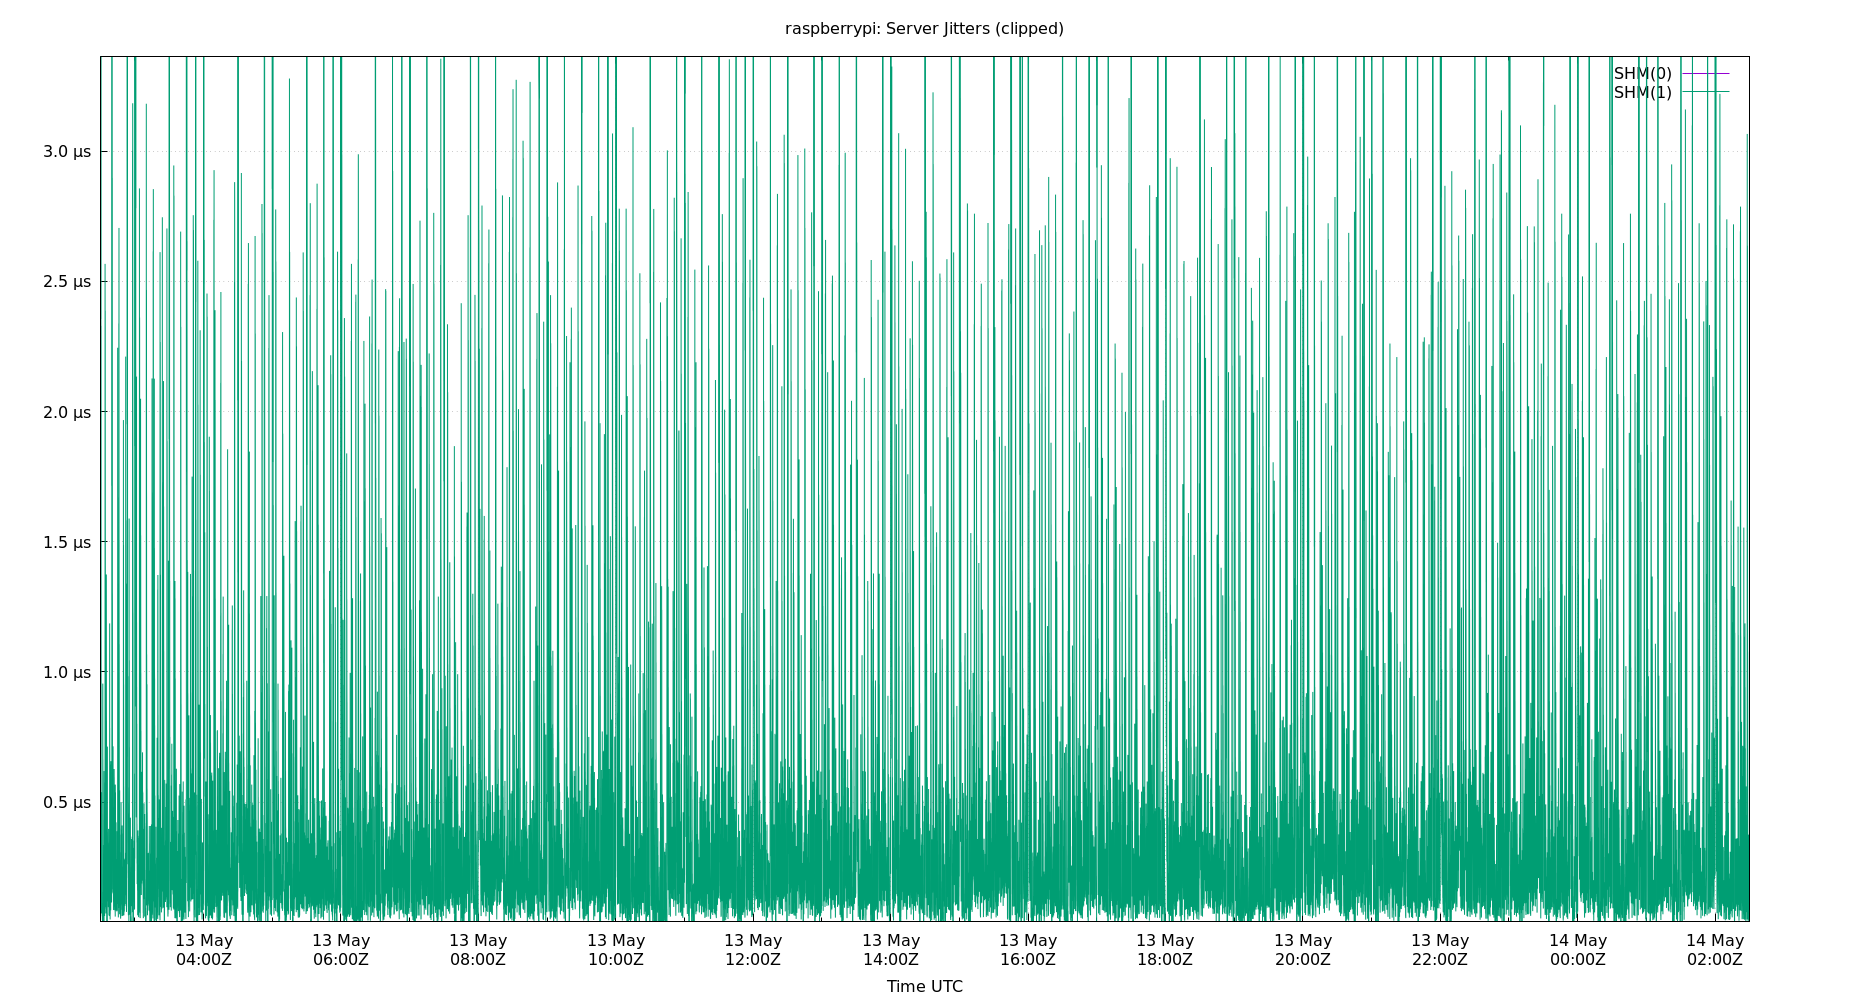 raspberrypi: Server Jitters (clipped)
SHM(0)
SHM(1)
3.0 µs
2.5 µs
2.0 µs
1.5 µs
1.0 µs
0.5 µs
13 May 13 May 13 May 13 May 13 May 13 May 13 May 13 May 13 May 13 May 14 May 14 May
04:00Z 06:00Z 08:00Z 10:00Z 12:00Z 14:00Z 16:00Z 18:00Z 20:00Z 22:00Z 00:00Z 02:00Z
Time UTC